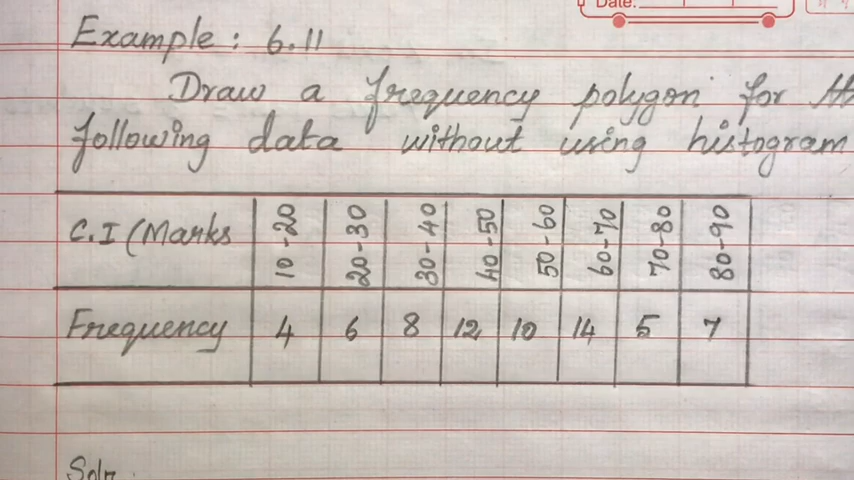 Date:
Example : 6.11
Draw a frequency polygon for
following data without using histogram
C.I (Marks 10-20 20-30 30-40 40-50 50-60 60-70 70-80 80-90
Frequency 4 6 8 12 10 14 5 7
Soln.